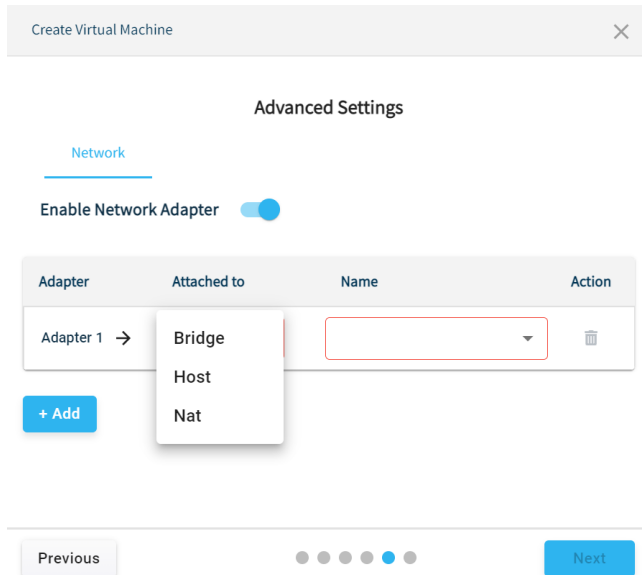 Create Virtual Machine
Advanced Settings
Network
Enable Network Adapter
Adapter Attached to Name Action
Adapter 1
Bridge
Host
Nat
+ Add
Previous
Next